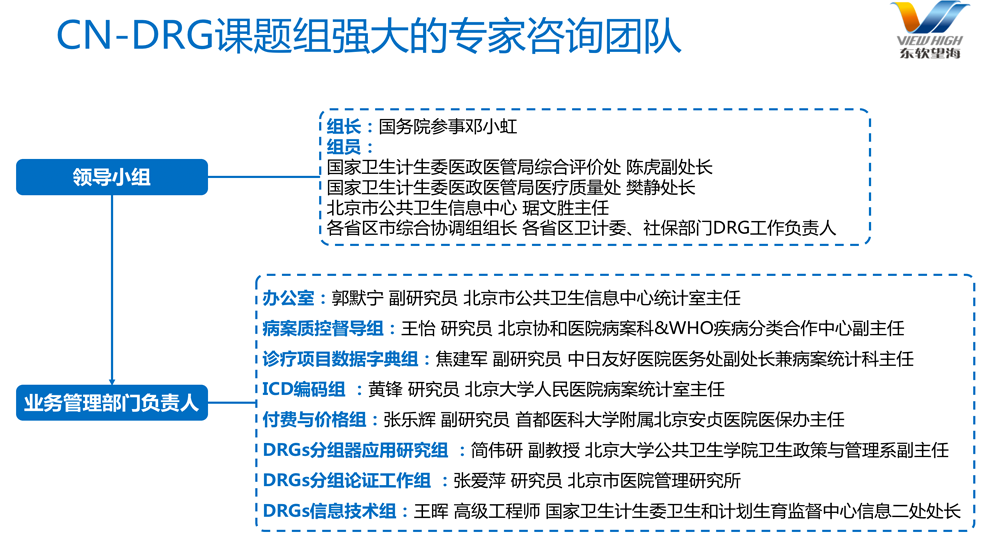 CN-DRG课题组强大的专家咨询团队
VIEW HIGH
东软望海
组长：国务院参事邓小虹
组员：
国家卫生计生委医政医管局综合评价处 陈虎副处长
国家卫生计生委医政医管局医疗质量处 樊静处长
北京市公共卫生信息中心 琚文胜主任
各省区市综合协调组组长 各省区卫计委、社保部门DRG工作负责人
领导小组
办公室：郭默宁 副研究员 北京市公共卫生信息中心统计室主任
病案质控督导组：王怡 研究员 北京协和医院病案科&WHO疾病分类合作中心副主任
诊疗项目数据字典组：焦建军 副研究员 中日友好医院医务处副处长兼病案统计科主任
ICD编码组 ：黄锋 研究员 北京大学人民医院病案统计室主任
付费与价格组：张乐辉 副研究员 首都医科大学附属北京安贞医院医保办主任
DRGs分组器应用研究组 ：简伟研 副教授 北京大学公共卫生学院卫生政策与管理系副主任
DRGs分组论证工作组 ：张爱萍 研究员 北京市医院管理研究所
DRGs信息技术组：王晖 高级工程师 国家卫生计生委卫生和计划生育监督中心信息二处处长
业务管理部门负责人